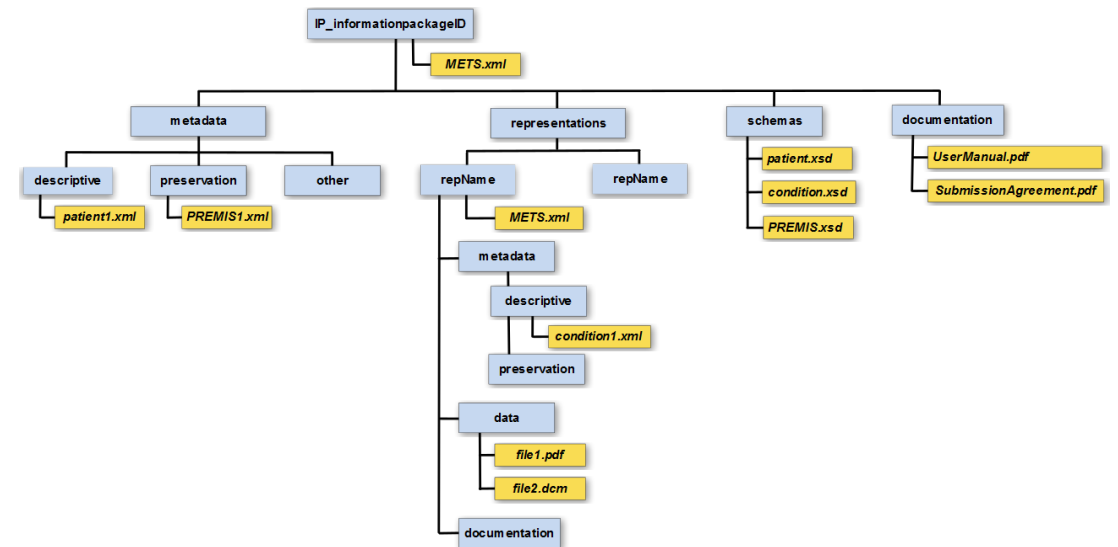 IP_informationpackageID
METS.xml
metadata
representations
schemas
documentation
descriptive
preservation
other
repName
repName
patient.xsd
UserManual.pdf
patient1.xml
PREMIS1.xml
METS.xml
condition.xsd
SubmissionAgreement.pdf
PREMIS.xsd
metadata
descriptive
condition1.xml
preservation
data
file1.pdf
file2.dcm
documentation